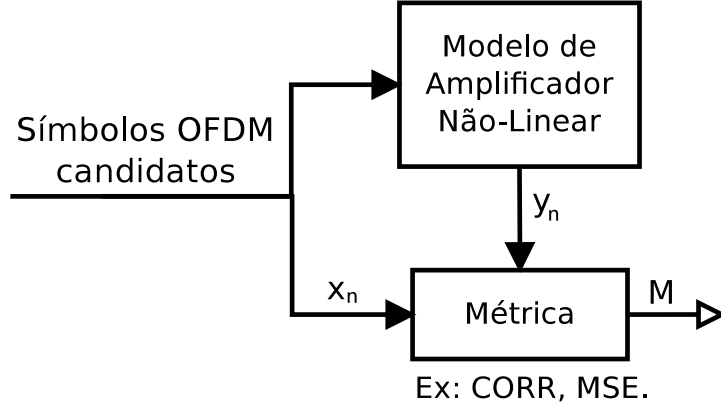 Modelo de
Amplificador
Não-Linear
Símbolos OFDM
candidatos
yn
xn
Métrica
M
Ex: CORR, MSE.